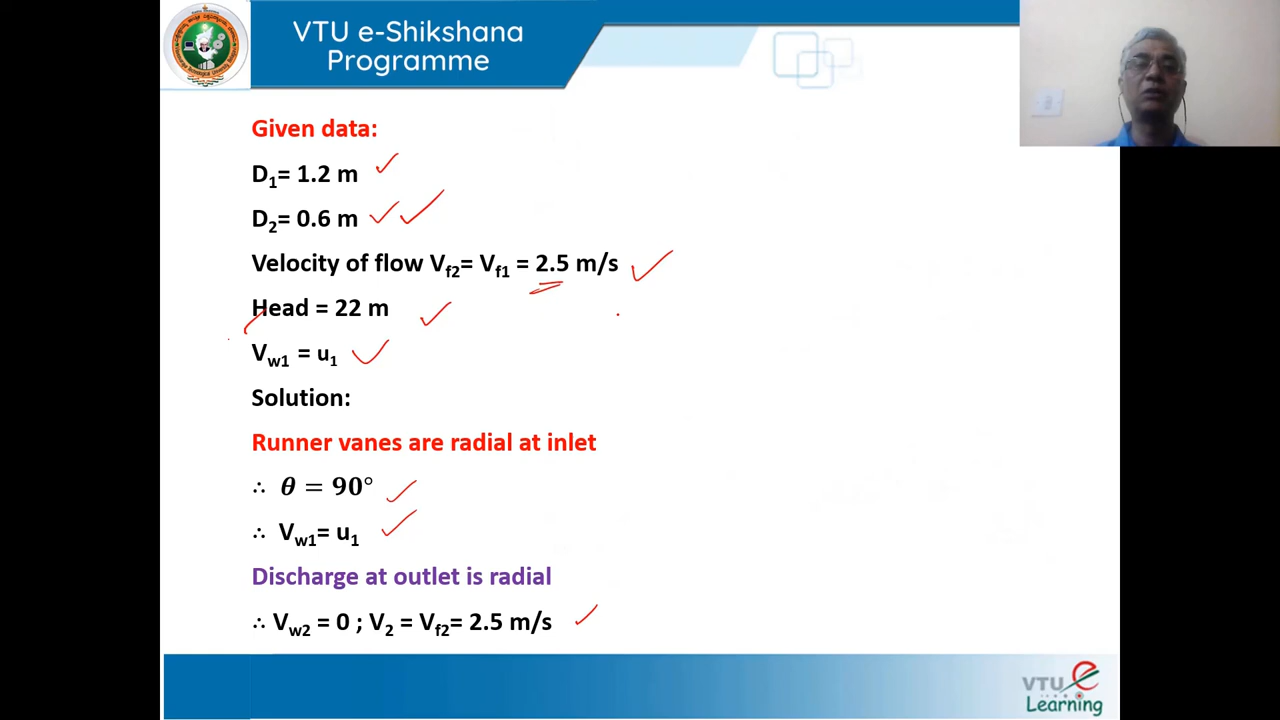 VTU e-Shikshana
Programme
Given data:
D₁= 1.2 m
D₂= 0.6 m
Velocity of flow Vf2= Vf1 = 2.5 m/s
Head = 22 m
Vw1 = u₁
Solution:
Runner vanes are radial at inlet
∴ θ = 90°
∴ Vw1= u₁
Discharge at outlet is radial
∴ Vw2 = 0 ; V₂ = Vf2= 2.5 m/s
VTU e
Learning